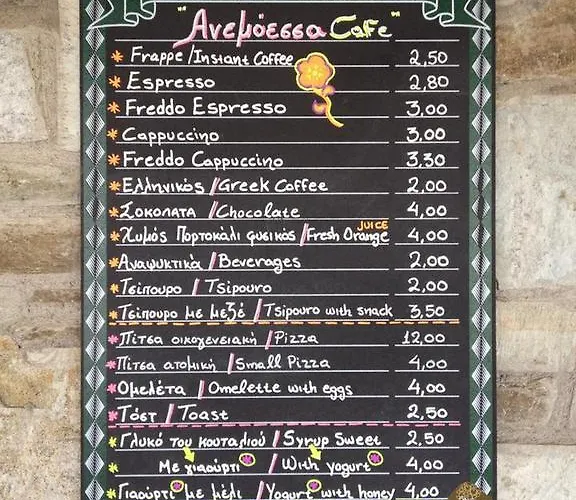 "Ανεμόεσσα Cafe"
Frappe /Instant Coffee 2,50
Espresso 2,80
Freddo Espresso 3,00
Cappuccino 3,00
Freddo Cappuccino 3,30
Ελληνικός /Greek Coffee 2,00
Σοκολατα /Chocolate 4,00
Χυμός Πορτοκάλι φυσικός /Fresh Orange JUICE 4,00
Αναψυκτικά /Beverages 2,00
Τσίπουρο / Tsipouro 2,00
Τσίπουρο με μεζέ / Tsipouro with snack 3,50
Πίτσα οικογενειακή /Pizza 12,00
Πίτσα ατομική /Small Pizza 4,00
Ομελέτα / Omelette with eggs 4,00
Τόστ / Toast 2,50
Γλυκό του κουταλιού / Syrup Sweet 2,50
Με γιαούρτι / With yogurt 4,00
Γιαούρτι με μέλι /Yogurt with honey 4,00